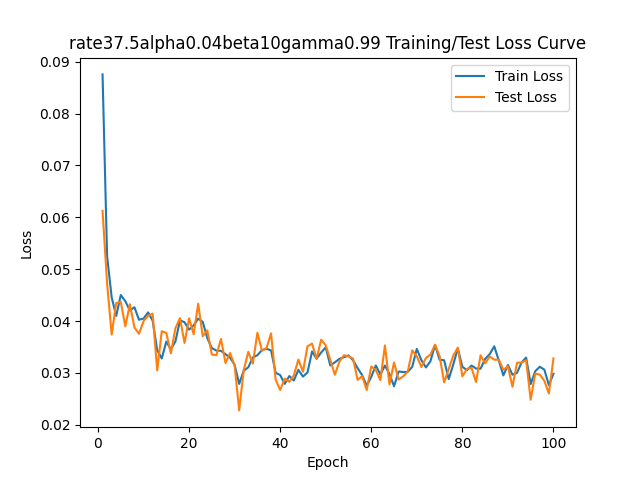 rate37.5alpha0.04beta10gamma0.99 Training/Test Loss Curve
Train Loss
Test Loss
0.09
0.08
0.07
0.06
0.05
0.04
0.03
0.02
Loss
0 20 40 60 80 100
Epoch